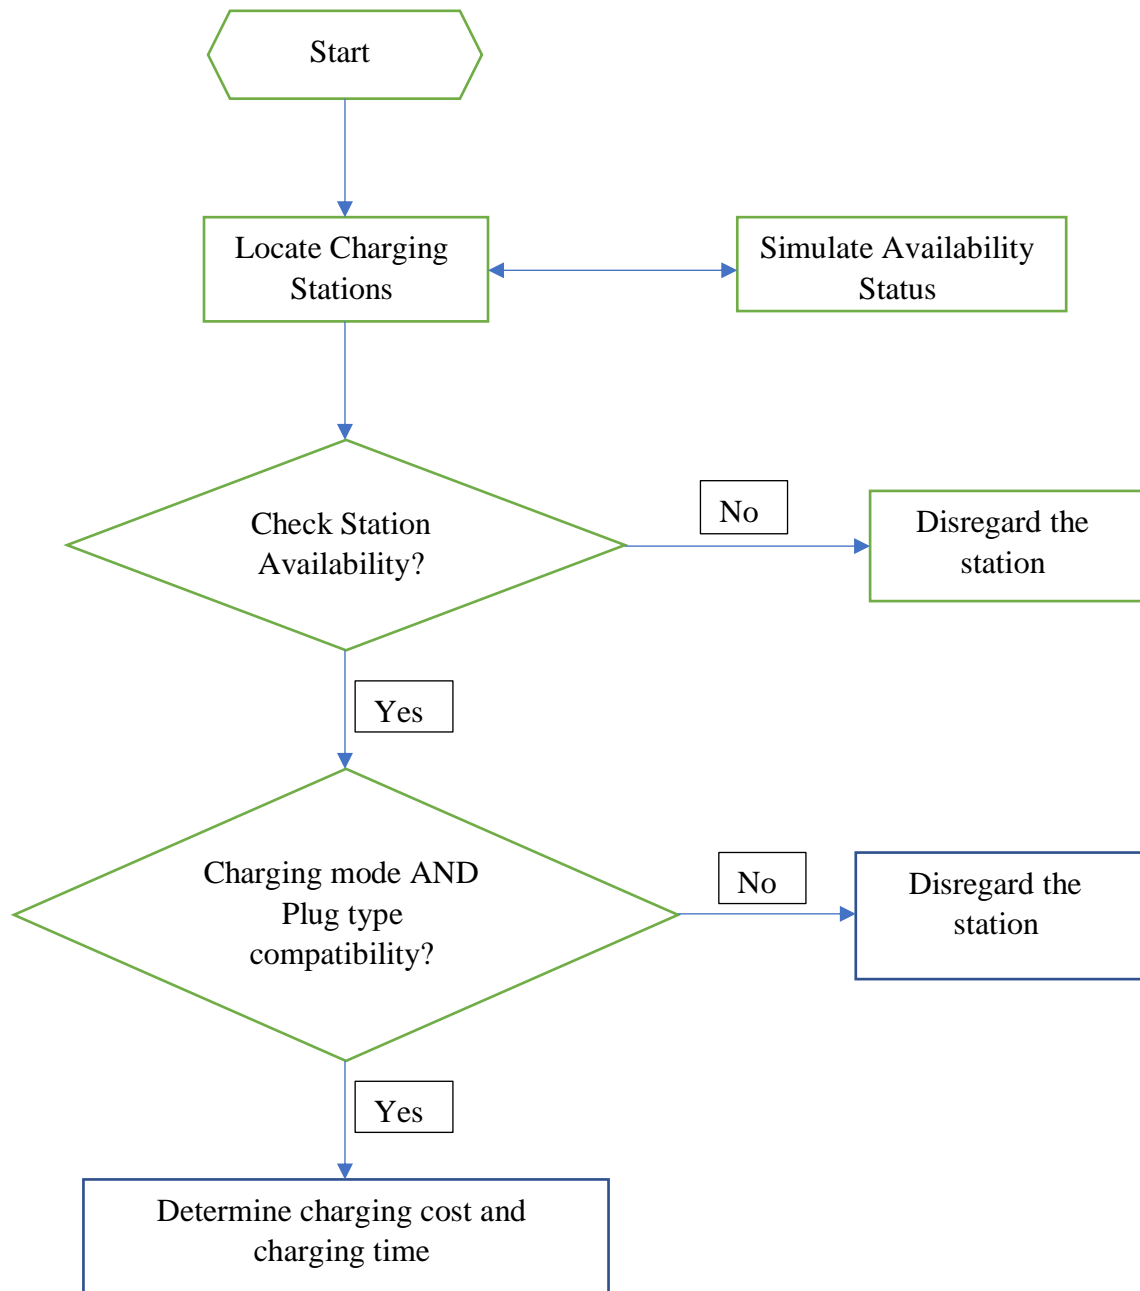 Start
Locate Charging
Stations
Simulate Availability
Status
Check Station
Availability?
No
Disregard the
station
Yes
Charging mode AND
Plug type
compatibility?
No
Disregard the
station
Yes
Determine charging cost and
charging time